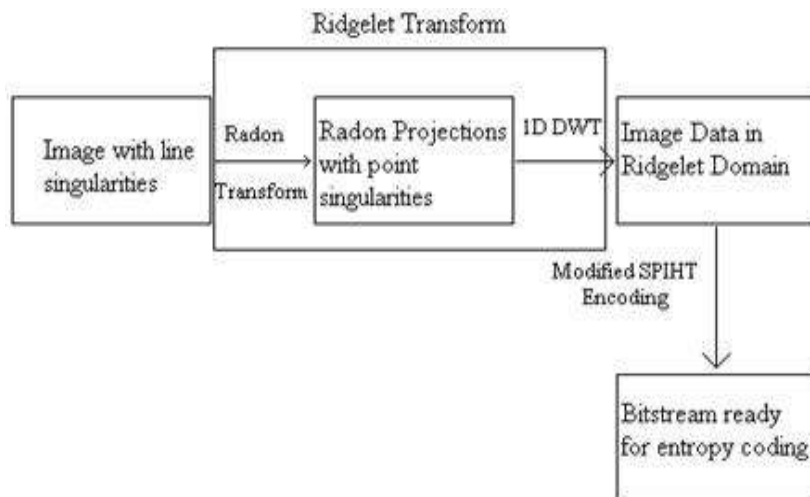 Ridgelet Transform
Image with line
singularities
Radon
Transform
Radon Projections
with point
singularities
1D DWT
Image Data in
Ridgelet Domain
Modified SPIHT
Encoding
Bitstream ready
for entropy coding